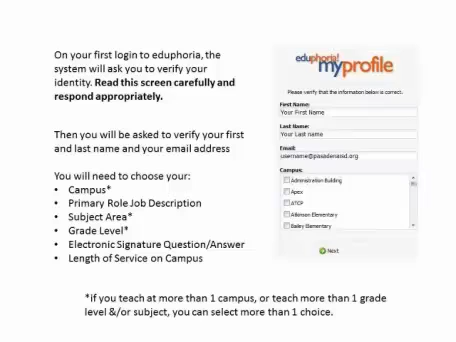 On your first login to eduphoria, the
system will ask you to verify your
identity. Read this screen carefully and
respond appropriately.
Then you will be asked to verify your first
and last name and your email address
You will need to choose your:
• Campus*
• Primary Role Job Description
• Subject Area*
• Grade Level*
• Electronic Signature Question/Answer
• Length of Service on Campus
*if you teach at more than 1 campus, or teach more than 1 grade
level &/or subject, you can select more than 1 choice.
eduphoria!
myprofile
Please verify that the information below is correct.
First Name:
Your First Name
Last Name:
Your Last name
Email:
username@pasadenaisd.org
Campus:
Administration Building
Apex
ATCP
Atkinson Elementary
Bailey Elementary
Next